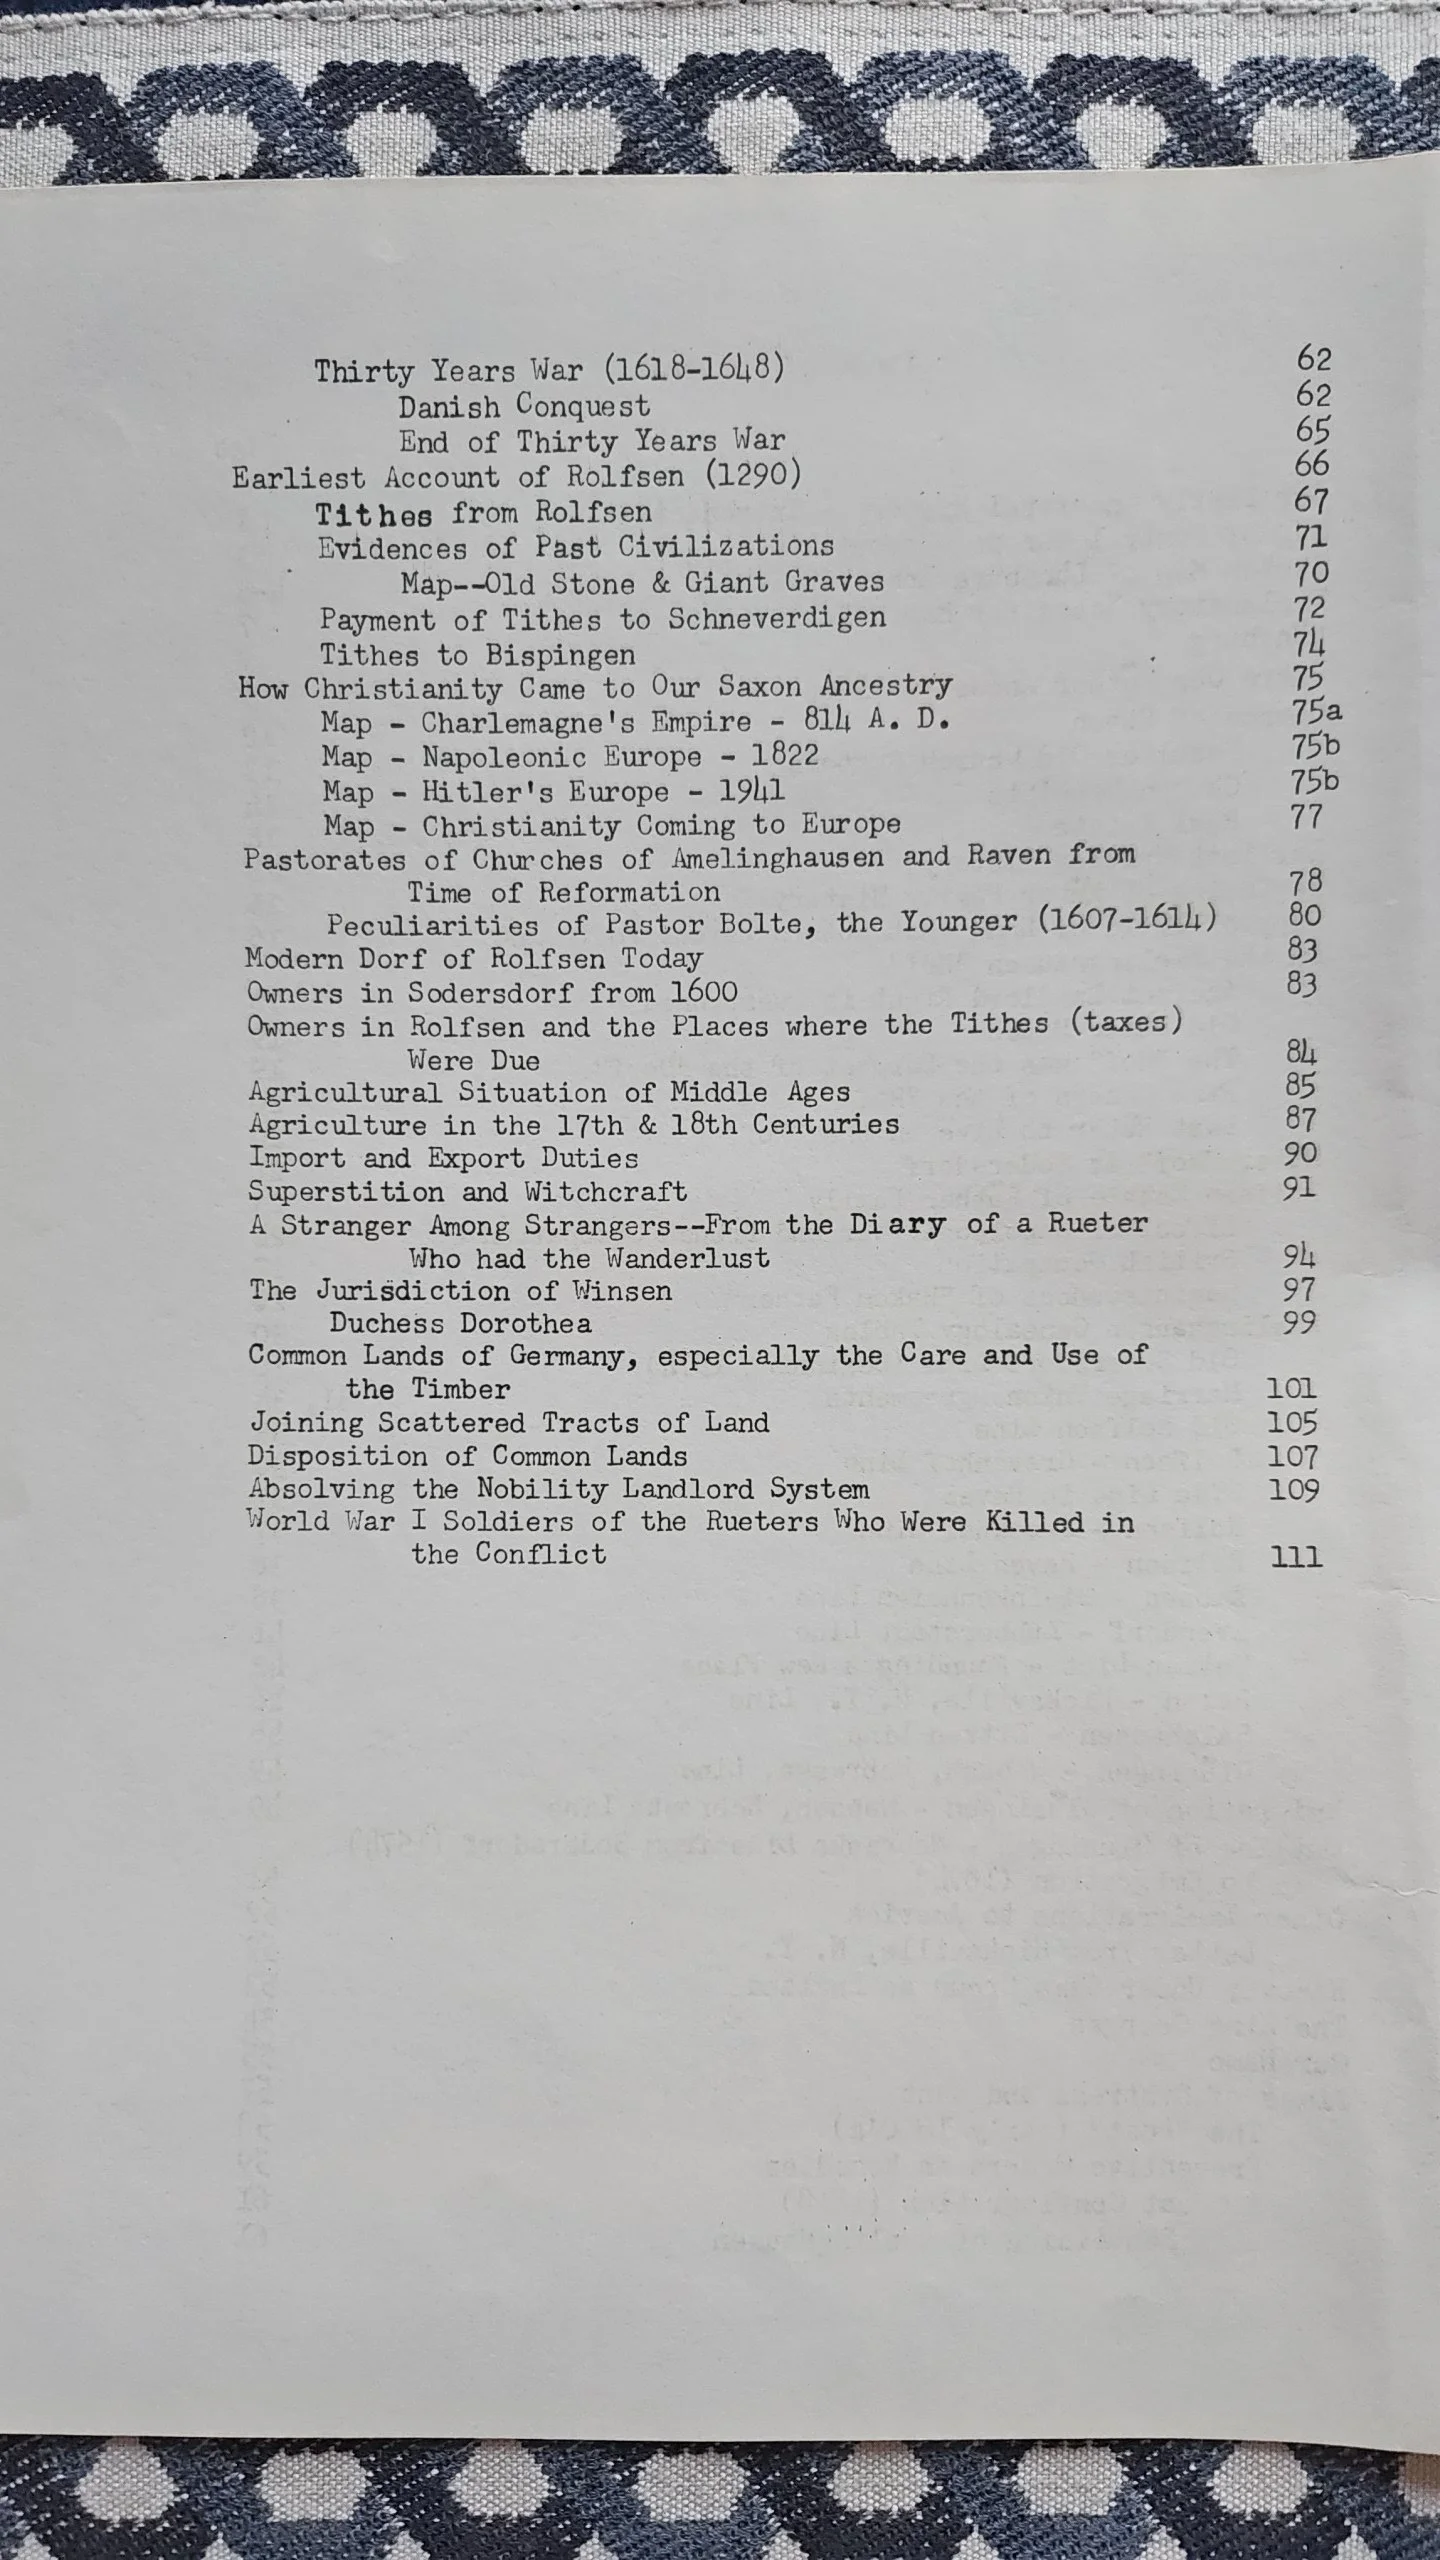 Thirty Years War (1618-1648) 62
Danish Conquest 62
End of Thirty Years War 65
Earliest Account of Rolfsen (1290) 66
Tithes from Rolfsen 67
Evidences of Past Civilizations 71
Map--Old Stone & Giant Graves 70
Payment of Tithes to Schneverdigen 72
Tithes to Bispingen 74
How Christianity Came to Our Saxon Ancestry 75
Map - Charlemagne's Empire - 814 A. D. 75a
Map - Napoleonic Europe - 1822 75b
Map - Hitler's Europe - 1941 75b
Map - Christianity Coming to Europe 77
Pastorates of Churches of Amelinghausen and Raven from
Time of Reformation 78
Peculiarities of Pastor Bolte, the Younger (1607-1614) 80
Modern Dorf of Rolfsen Today 83
Owners in Sodersdorf from 1600 83
Owners in Rolfsen and the Places where the Tithes (taxes)
Were Due 84
Agricultural Situation of Middle Ages 85
Agriculture in the 17th & 18th Centuries 87
Import and Export Duties 90
Superstition and Witchcraft 91
A Stranger Among Strangers--From the Diary of a Rueter
Who had the Wanderlust 94
The Jurisdiction of Winsen 97
Duchess Dorothea 99
Common Lands of Germany, especially the Care and Use of
the Timber 101
Joining Scattered Tracts of Land 105
Disposition of Common Lands 107
Absolving the Nobility Landlord System 109
World War I Soldiers of the Rueters Who Were Killed in
the Conflict 111